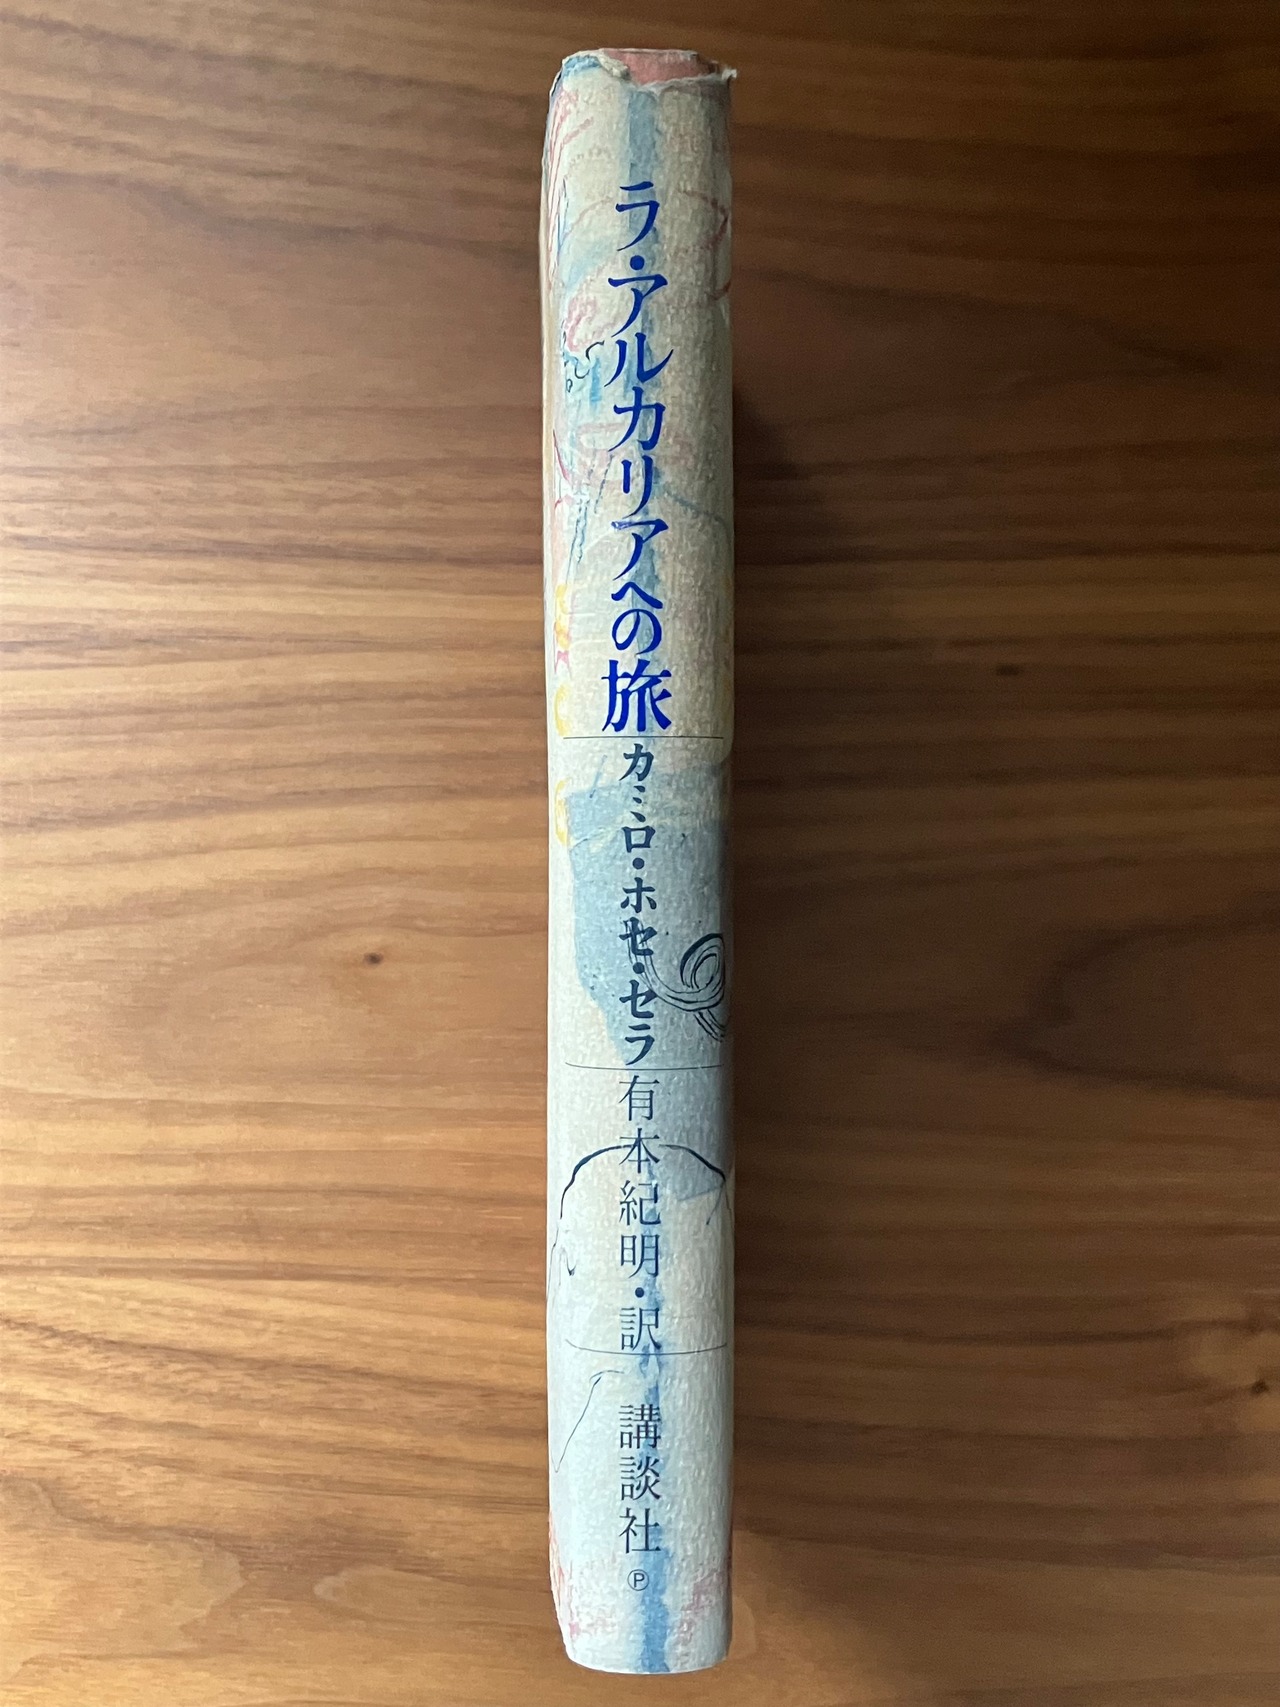 ラ・アルカリアへの旅
カミロ・ホセ・セラ
有本紀明・訳
講談社
Ⓟ